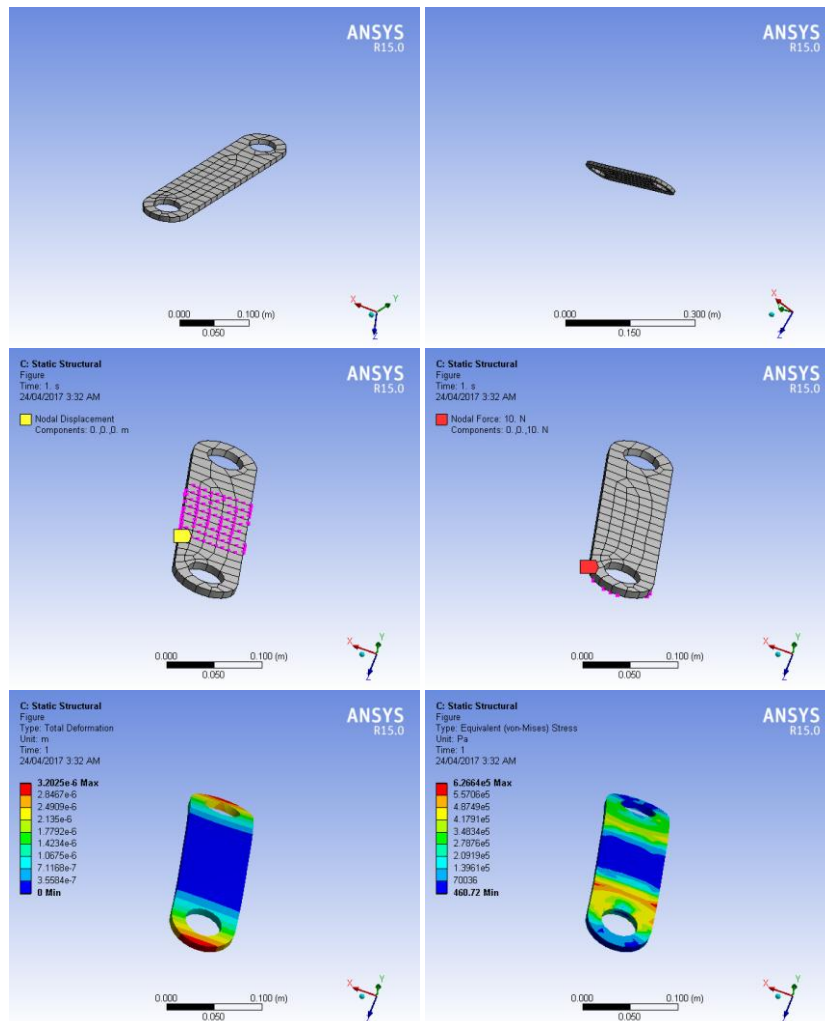 ANSYS
R15.0
0.000 0.100 (m)
0.050
X Y Z
ANSYS
R15.0
0.000 0.300 (m)
0.150
X Z
C: Static Structural
Figure
Time: 1. s
24/04/2017 3:32 AM
Nodal Displacement
Components: 0.,0.,0. m
ANSYS
R15.0
0.000 0.100 (m)
0.050
X Y Z
C: Static Structural
Figure
Time: 1. s
24/04/2017 3:32 AM
Nodal Force: 10. N
Components: 0.,0.,10. N
ANSYS
R15.0
0.000 0.100 (m)
0.050
X Y Z
C: Static Structural
Figure
Type: Total Deformation
Unit: m
Time: 1
24/04/2017 3:32 AM
ANSYS
R15.0
3.2025e-6 Max
2.8467e-6
2.4909e-6
2.135e-6
1.7792e-6
1.4234e-6
1.0675e-6
7.1168e-7
3.5584e-7
0 Min
0.000 0.100 (m)
0.050
X Y Z
C: Static Structural
Figure
Type: Equivalent (von-Mises) Stress
Unit: Pa
Time: 1
24/04/2017 3:32 AM
ANSYS
R15.0
6.2664e5 Max
5.5706e5
4.8749e5
4.1791e5
3.4834e5
2.7876e5
2.0919e5
1.3961e5
70036
460.72 Min
0.000 0.100 (m)
0.050
X Y Z